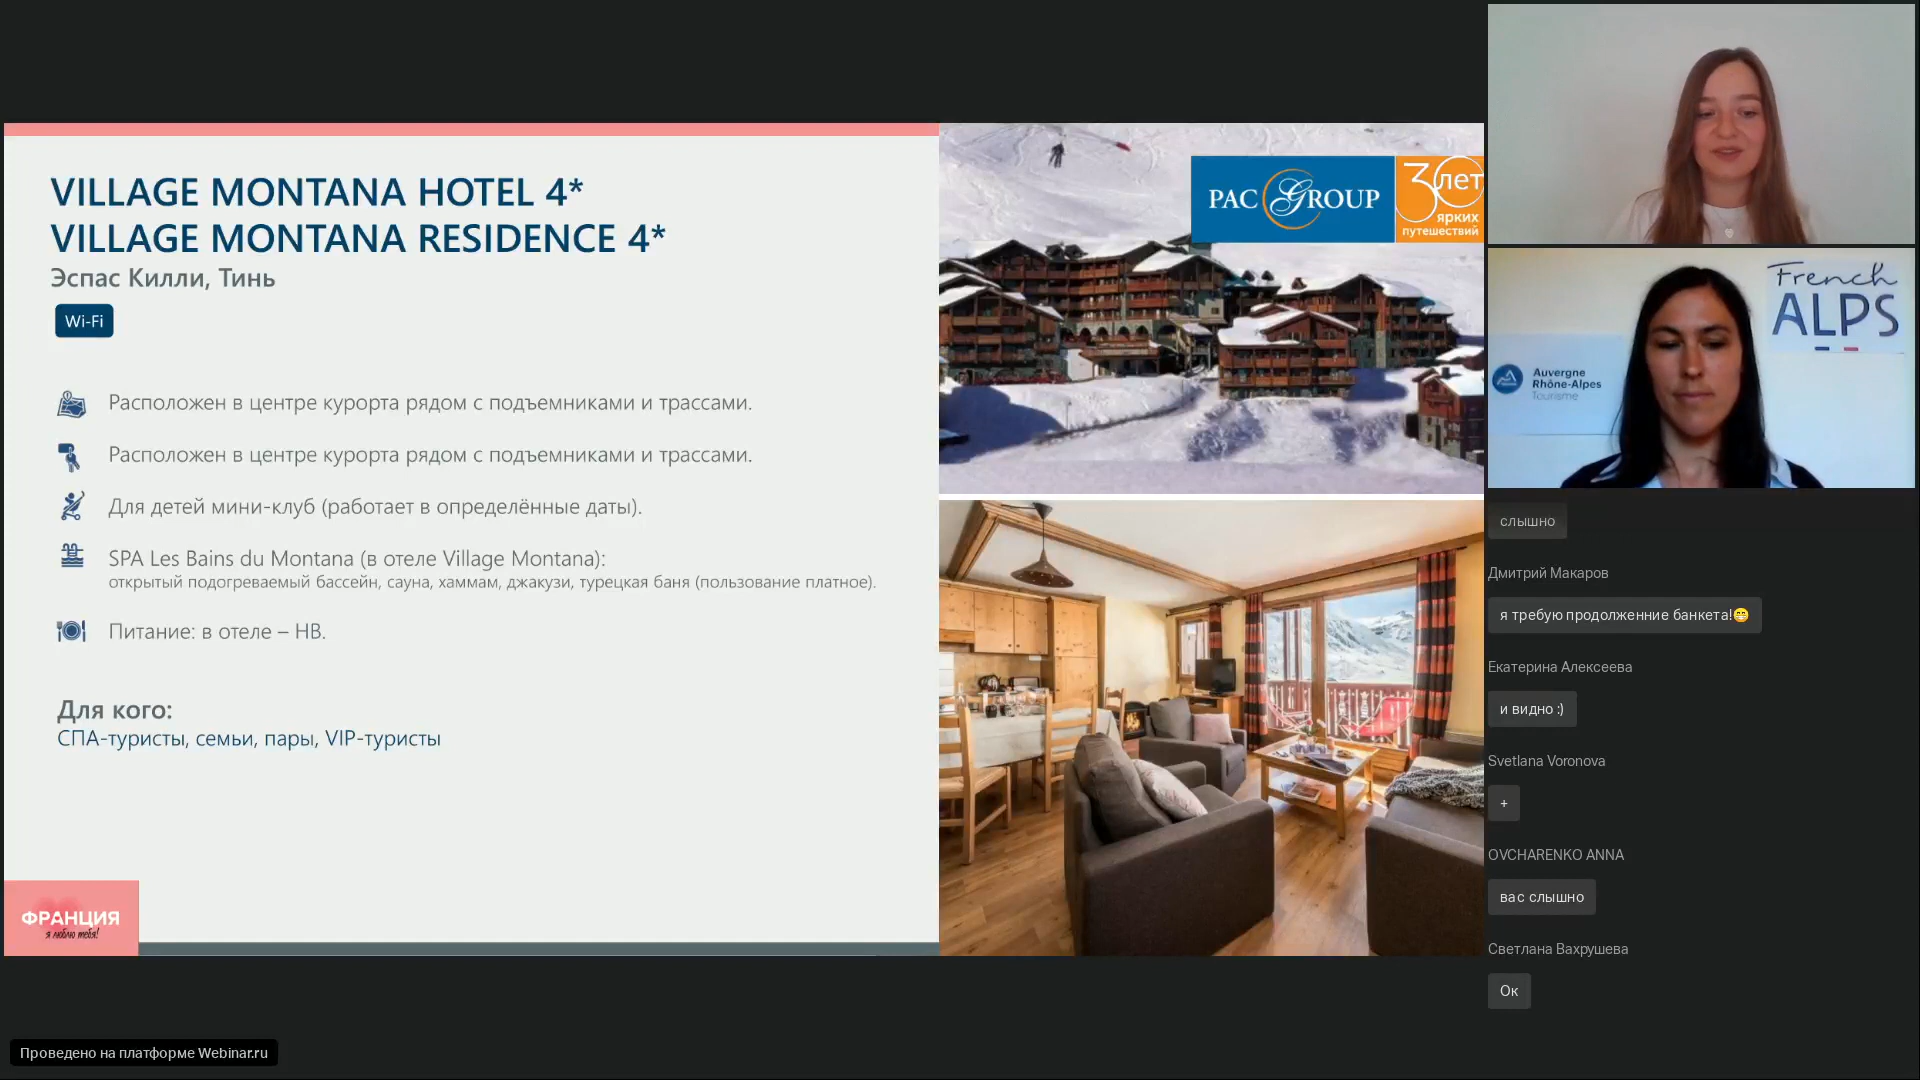 VILLAGE MONTANA HOTEL 4*
VILLAGE MONTANA RESIDENCE 4*
Эспас Килли, Тинь
Wi-Fi
Расположен в центре курорта рядом с подъемниками и трассами.
Расположен в центре курорта рядом с подъемниками и трассами.
Для детей мини-клуб (работает в определённые даты).
SPA Les Bains du Montana (в отеле Village Montana):
открытый подогреваемый бассейн, сауна, хаммам, джакузи, турецкая баня (пользование платное).
Питание: в отеле – HB.
Для кого:
СПА-туристы, семьи, пары, VIP-туристы
ФРАНЦИЯ
я люблю тебя!
PAC GROUP
30 лет
ярких
путешествий
French
ALPS
Auvergne
Rhône-Alpes
Tourisme
слышно
Дмитрий Макаров
я требую продолженние банкета!😁
Екатерина Алексеева
и видно :)
Svetlana Voronova
+
OVCHARENKO ANNA
вас слышно
Светлана Вахрушева
Ок
Проведено на платформе Webinar.ru